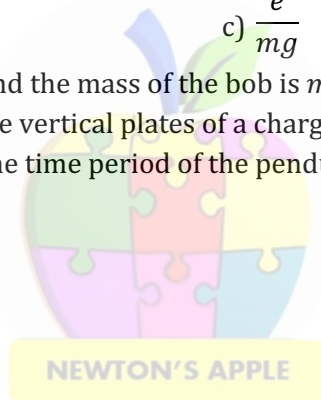 c) e/mg
nd the mass of the bob is m
e vertical plates of a charg
he time period of the pend
NEWTON'S APPLE